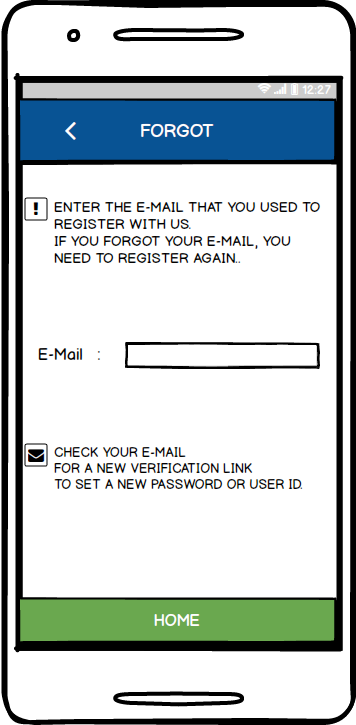 12:27
FORGOT
! ENTER THE E-MAIL THAT YOU USED TO
REGISTER WITH US.
IF YOU FORGOT YOUR E-MAIL, YOU
NEED TO REGISTER AGAIN..
E-Mail :
CHECK YOUR E-MAIL
FOR A NEW VERIFICATION LINK
TO SET A NEW PASSWORD OR USER ID.
HOME